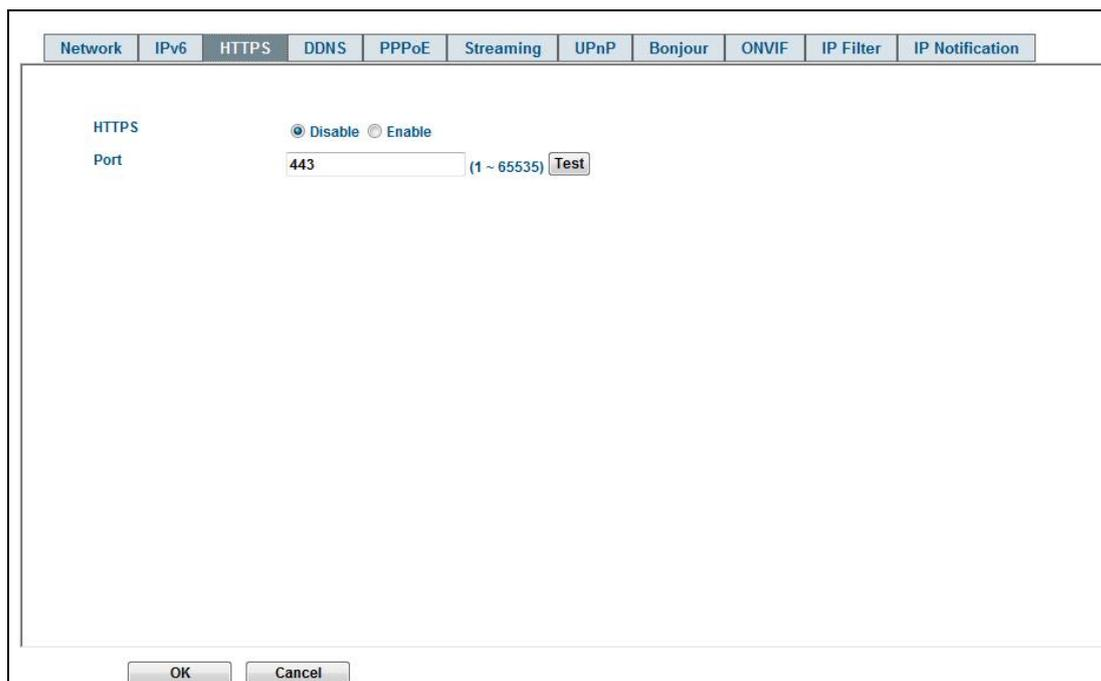 Network IPv6 HTTPS DDNS PPPoE Streaming UPnP Bonjour ONVIF IP Filter IP Notification
HTTPS Disable Enable
Port 443 (1 ~ 65535) Test
OK Cancel